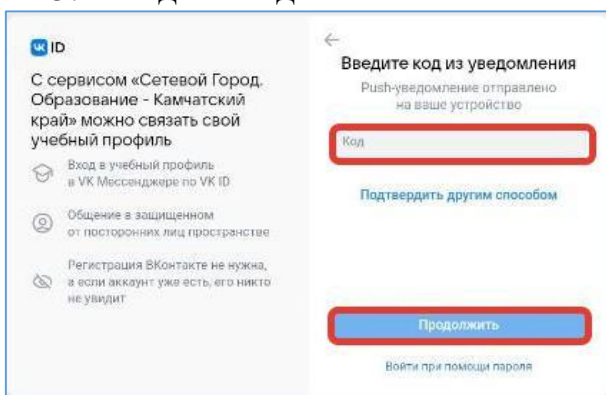 VK ID
С сервисом «Сетевой Город.
Образование - Камчатский
край» можно связать свой
учебный профиль
Вход в учебный профиль
в VK Мессенджере по VK ID
Общение в защищенном
от посторонних лиц пространстве
Регистрация ВКонтакте не нужна,
а если аккаунт уже есть, его никто
не увидит
Введите код из уведомления
Push-уведомление отправлено
на ваше устройство
Код
Подтвердить другим способом
Продолжить
Войти при помощи пароля